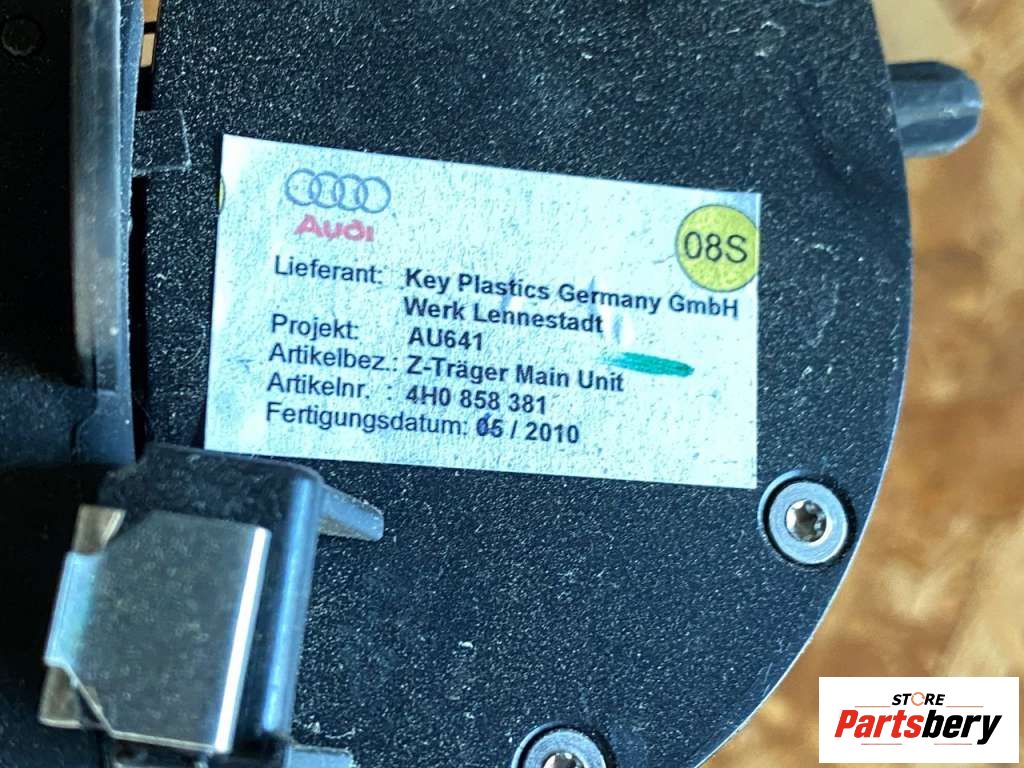 Audi
08S
Lieferant: Key Plastics Germany GmbH
Werk Lennestadt
Projekt: AU641
Artikelbez.: Z-Träger Main Unit
Artikelnr. : 4H0 858 381
Fertigungsdatum: 05 / 2010
STORE
Partsbery